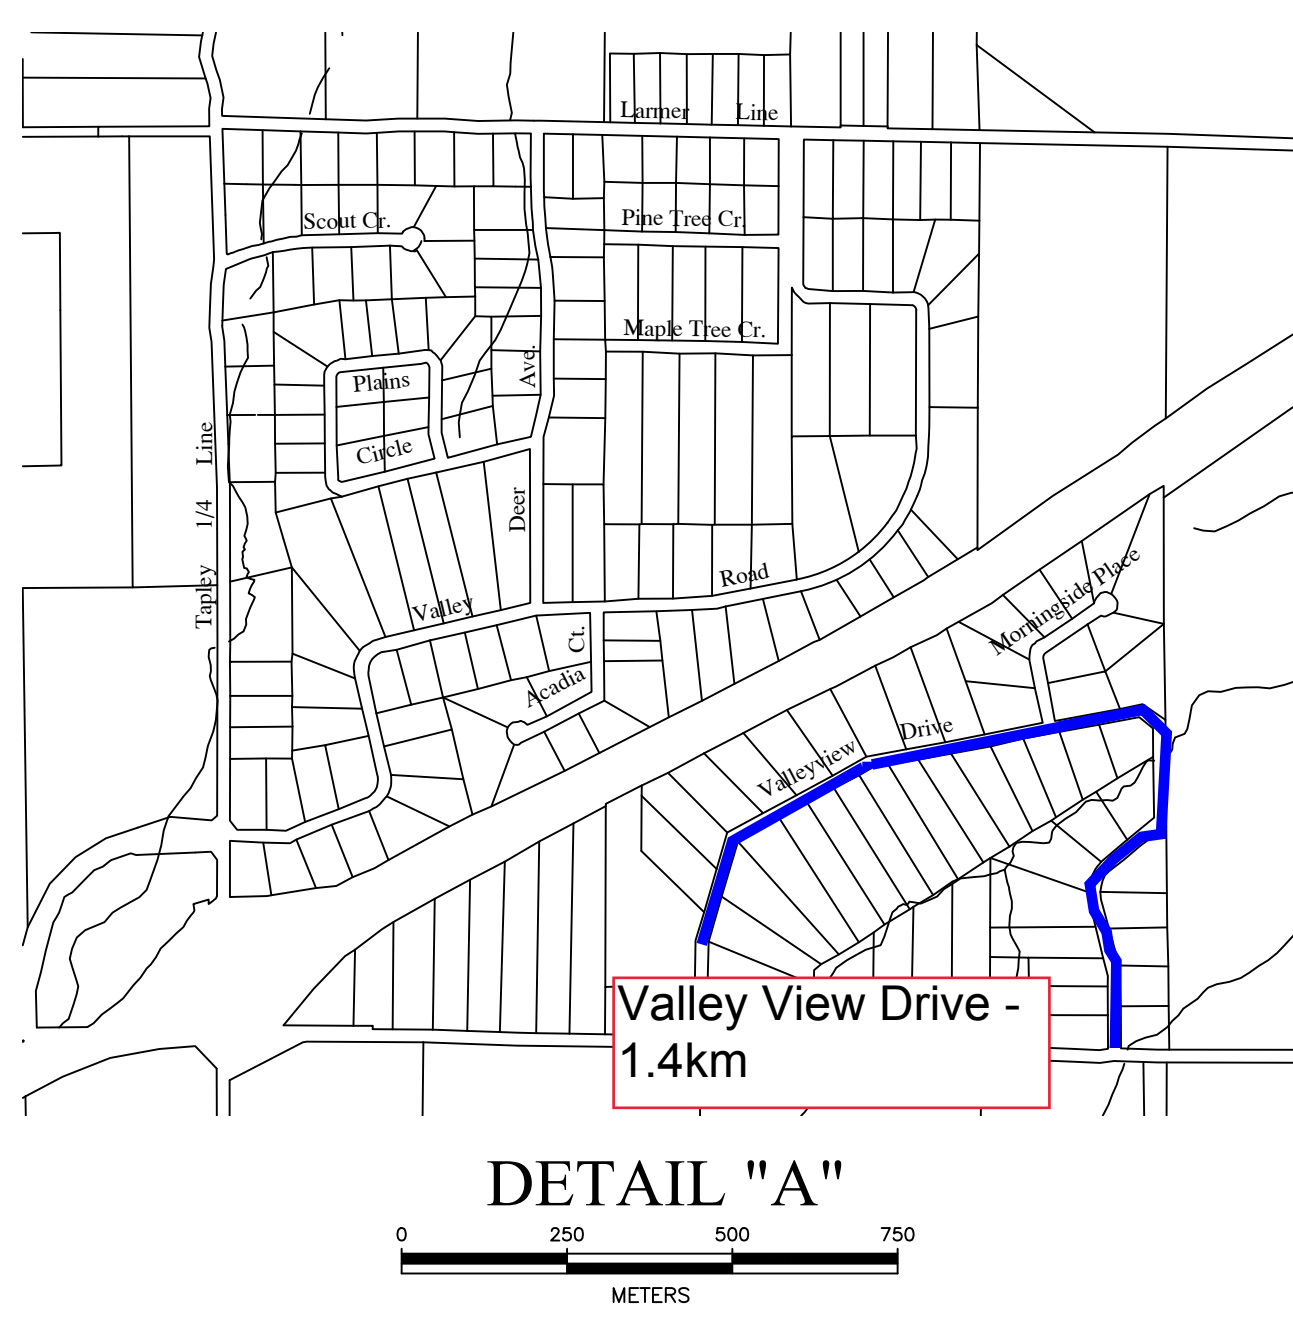 Larmer Line
Scout Cr.
Pine Tree Cr.
Maple Tree Cr.
Plains
Circle
Ave.
Deer
Tapley 1/4 Line
Road
Valley
Ct.
Acadia
Morningside Place
Drive
Valleyview
Valley View Drive -
1.4km
DETAIL "A"
0 250 500 750
METERS